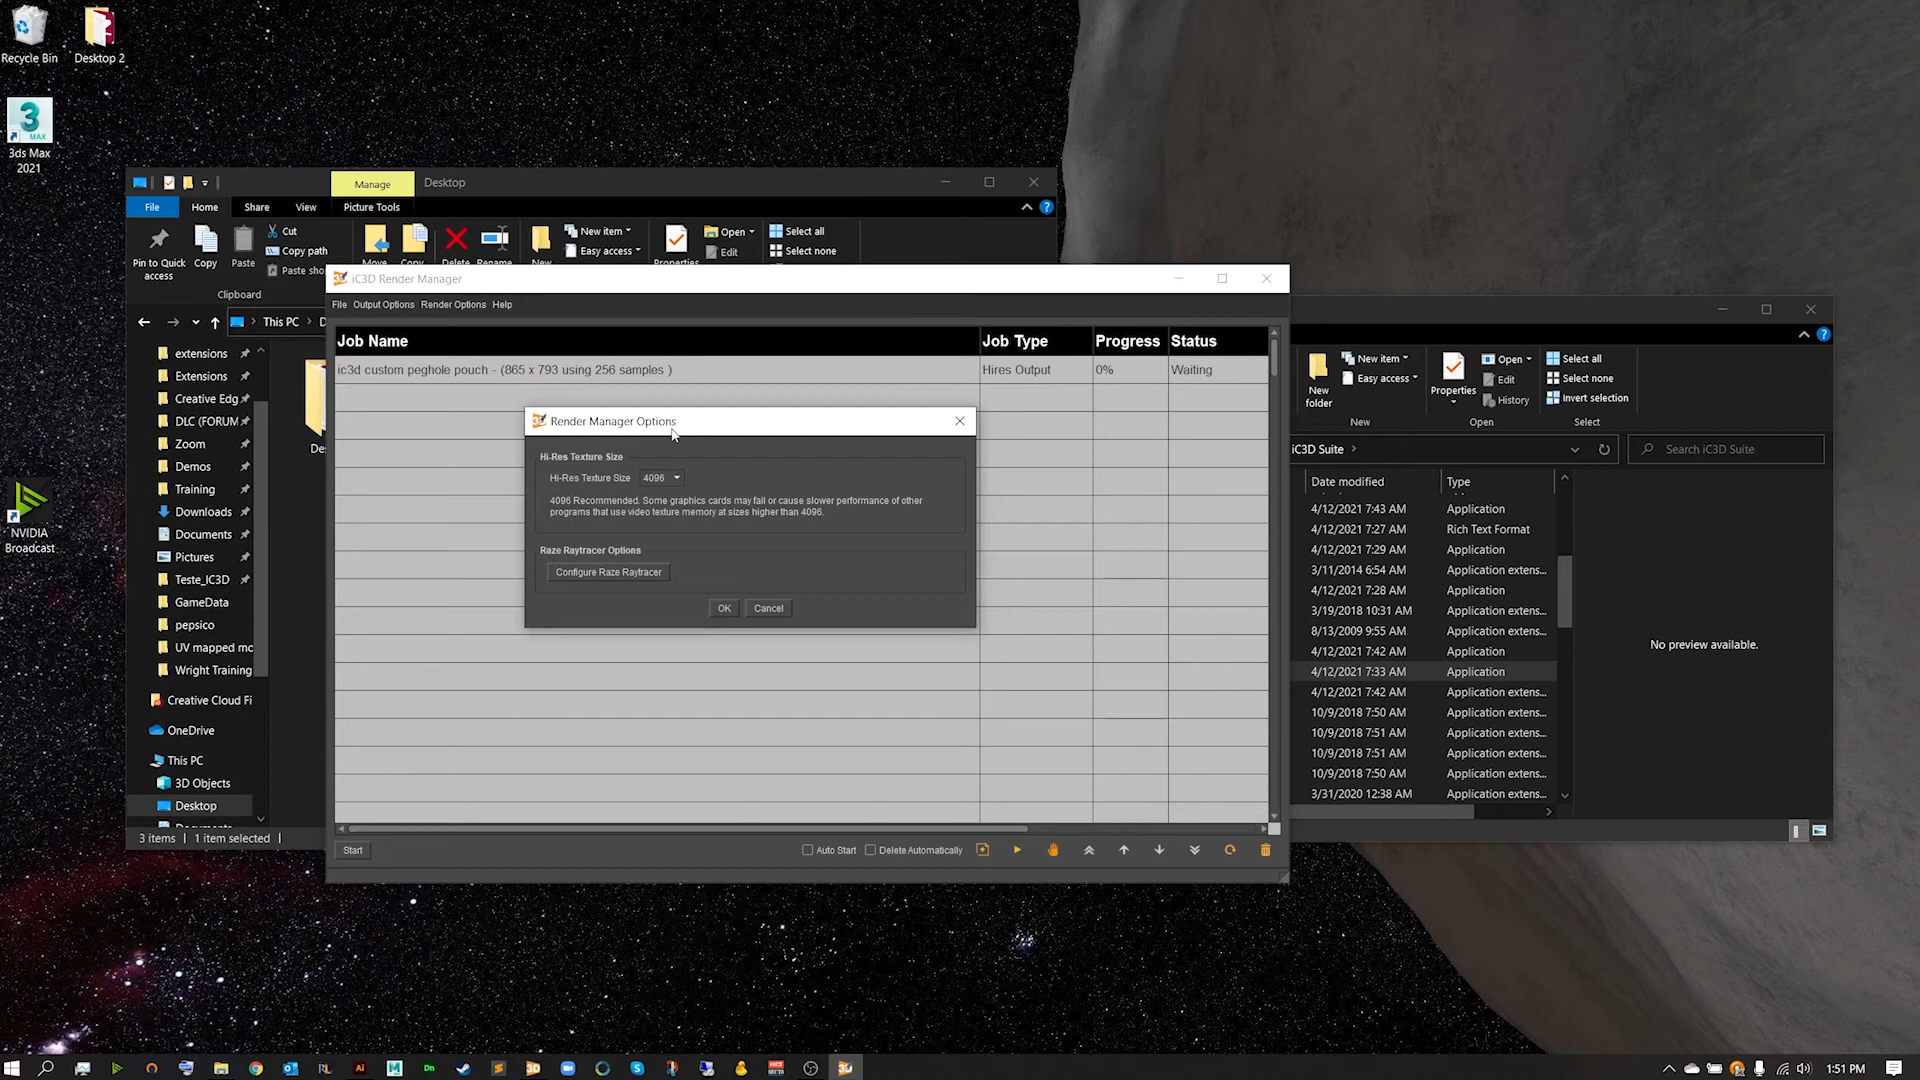 Recycle Bin
Desktop 2
3ds Max
2021
NVIDIA
Broadcast
Manage
Desktop
File
Home
Share
View
Picture Tools
Pin to Quick
access
Copy
Paste
Cut
Copy path
Clipboard
New item
Easy access
Open
Edit
Select all
Select none
This PC
extensions
Extensions
Creative Edg
DLC (FORUM
Zoom
Demos
Training
Downloads
Documents
Pictures
Teste_IC3D
GameData
pepsico
UV mapped mc
Wright Training
Creative Cloud Fi
OneDrive
This PC
3D Objects
Desktop
3 items
1 item selected
iC3D Render Manager
File
Output Options
Render Options
Help
Job Name
Job Type
Progress
Status
ic3d custom peghole pouch - (865 x 793 using 256 samples )
Hires Output
0%
Waiting
Render Manager Options
Hi-Res Texture Size
Hi-Res Texture Size
4096
4096 Recommended. Some graphics cards may fail or cause slower performance of other
programs that use video texture memory at sizes higher than 4096.
Raze Raytracer Options
Configure Raze Raytracer
OK
Cancel
Start
Auto Start
Delete Automatically
New
folder
New item
Easy access
New
Properties
Open
Edit
History
Open
Select all
Select none
Invert selection
Select
iC3D Suite
Search iC3D Suite
Date modified
Type
4/12/2021 7:43 AM
Application
4/12/2021 7:27 AM
Rich Text Format
4/12/2021 7:29 AM
Application
3/11/2014 6:54 AM
Application extens...
4/12/2021 7:28 AM
Application
3/19/2018 10:31 AM
Application extens...
8/13/2009 9:55 AM
Application extens...
4/12/2021 7:42 AM
Application
4/12/2021 7:33 AM
Application
4/12/2021 7:42 AM
Application extens...
10/9/2018 7:50 AM
Application extens...
10/9/2018 7:51 AM
Application extens...
10/9/2018 7:51 AM
Application extens...
10/9/2018 7:50 AM
Application extens...
3/31/2020 12:38 AM
Application extens...
No preview available.
1:51 PM